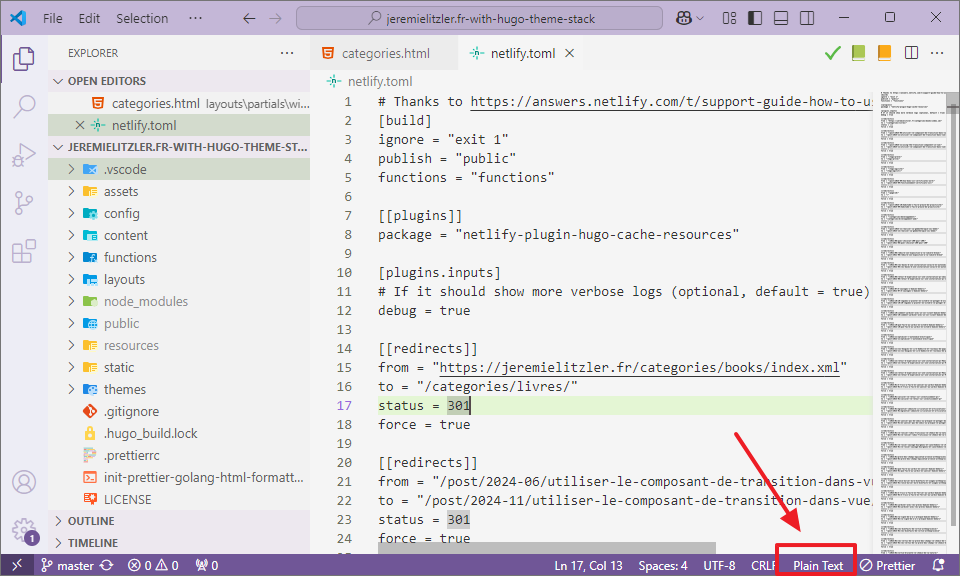 File Edit Selection ··· jeremielitzler.fr-with-hugo-theme-stack
EXPLORER
OPEN EDITORS
categories.html layouts\partials\wi...
netlify.toml
JEREMIELITZLER.FR-WITH-HUGO-THEME-ST...
.vscode
assets
config
content
functions
layouts
node_modules
public
resources
static
themes
.gitignore
.hugo_build.lock
.prettierrc
init-prettier-golang-html-formatt...
LICENSE
OUTLINE
TIMELINE
1
categories.html netlify.toml
netlify.toml
1 # Thanks to https://answers.netlify.com/t/support-guide-how-to-us
2 [build]
3 ignore = "exit 1"
4 publish = "public"
5 functions = "functions"
6
7 [[plugins]]
8 package = "netlify-plugin-hugo-cache-resources"
9
10 [plugins.inputs]
11 # If it should show more verbose logs (optional, default = true)
12 debug = true
13
14 [[redirects]]
15 from = "https://jeremielitzler.fr/categories/books/index.xml"
16 to = "/categories/livres/"
17 status = 301
18 force = true
19
20 [[redirects]]
21 from = "/post/2024-06/utiliser-le-composant-de-transition-dans-vue
22 to = "/post/2024-11/utiliser-le-composant-de-transition-dans-vue,
23 status = 301
24 force = true
master 0 0 0 Ln 17, Col 13 Spaces: 4 UTF-8 CRLF Plain Text Prettier